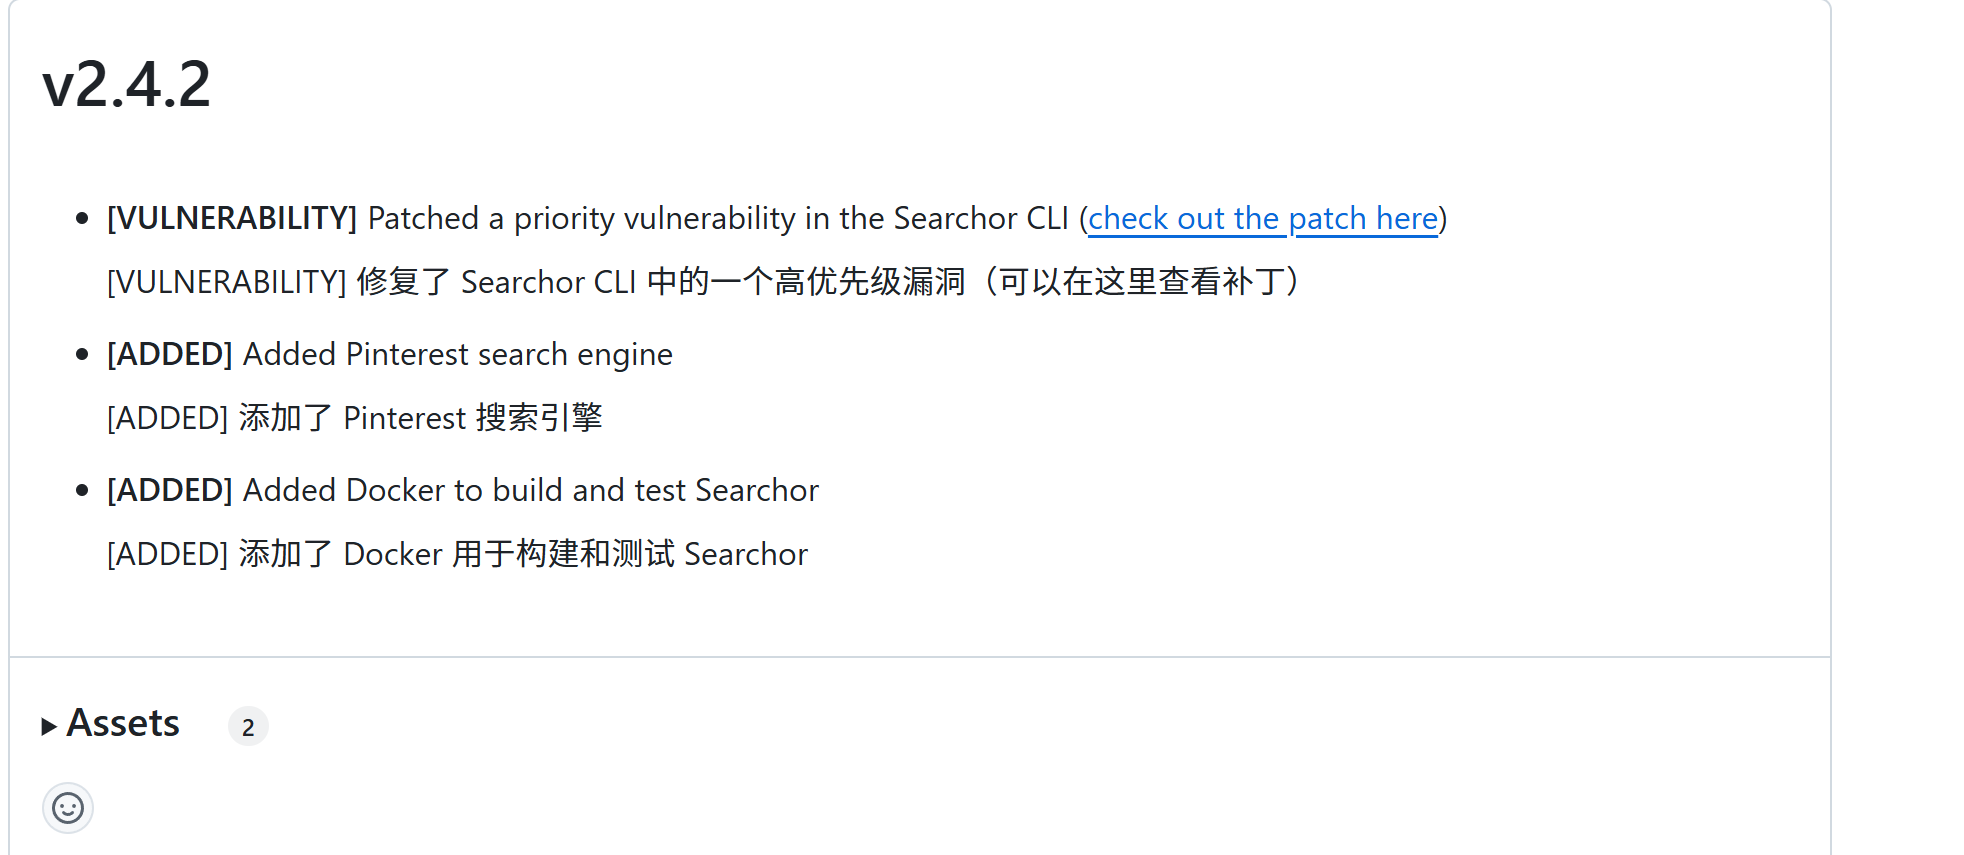 v2.4.2
[VULNERABILITY] Patched a priority vulnerability in the Searchor CLI (check out the patch here)
[VULNERABILITY] 修复了 Searchor CLI 中的一个高优先级漏洞（可以在这里查看补丁）
[ADDED] Added Pinterest search engine
[ADDED] 添加了 Pinterest 搜索引擎
[ADDED] Added Docker to build and test Searchor
[ADDED] 添加了 Docker 用于构建和测试 Searchor
Assets 2